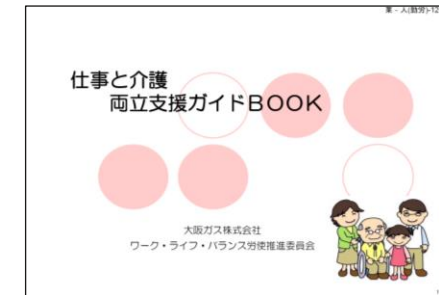 仕事と介護
両立支援ガイドBOOK
大阪ガス株式会社
ワーク・ライフ・バランス労使推進委員会